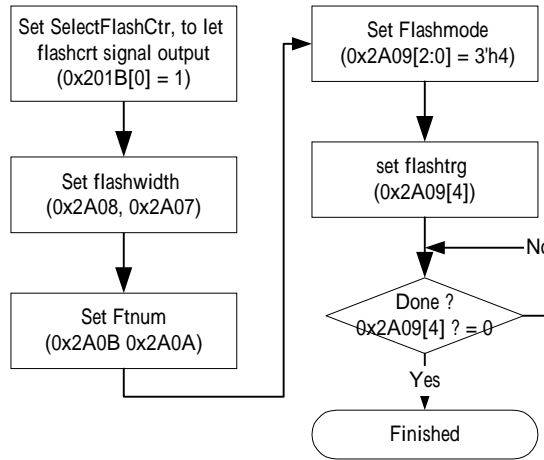 Set SelectFlashCtr, to let
flashcrt signal output
(0x201B[0] = 1)
Set flashwidth
(0x2A08, 0x2A07)
Set Ftnum
(0x2A0B 0x2A0A)
Set Flashmode
(0x2A09[2:0] = 3'h4)
set flashtrg
(0x2A09[4])
No
Done ?
0x2A09[4] ? = 0
Yes
Finished